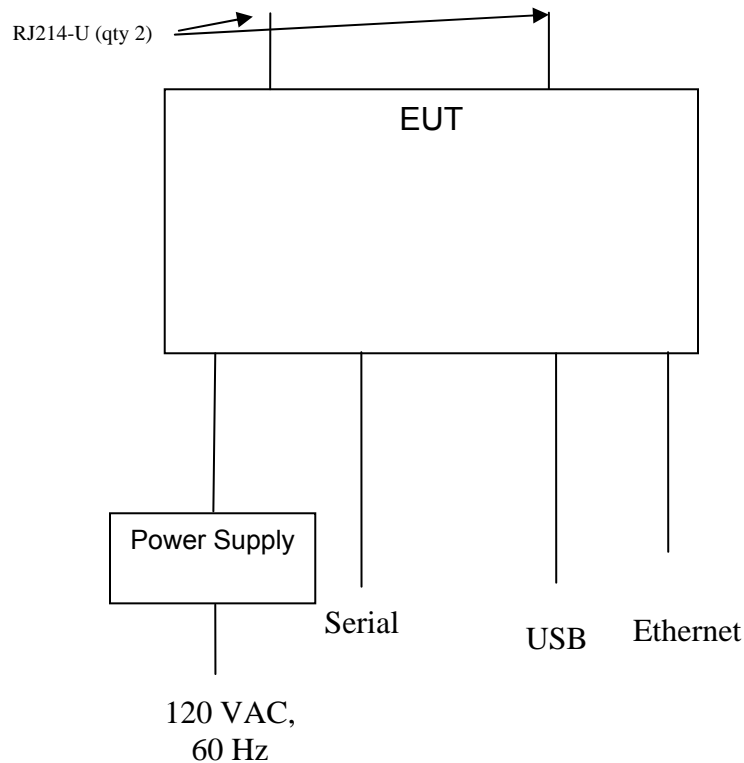 RJ214-U (qty 2)
EUT
Power Supply
Serial
USB
Ethernet
120 VAC,
60 Hz